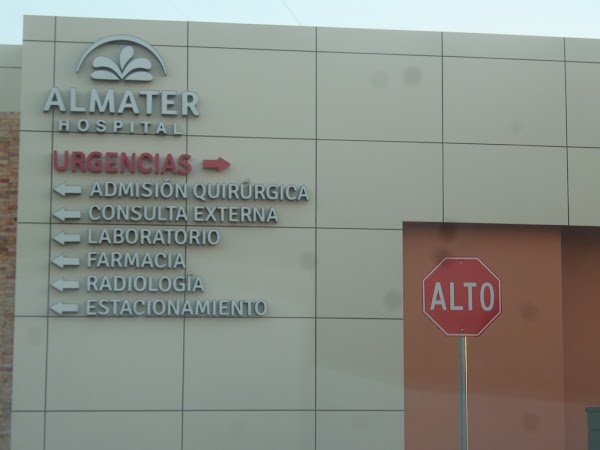 ALMATER
HOSPITAL
URGENCIAS
ADMISIÓN QUIRÚRGICA
CONSULTA EXTERNA
LABORATORIO
FARMACIA
RADIOLOGÍA
ESTACIONAMIENTO
ALTO